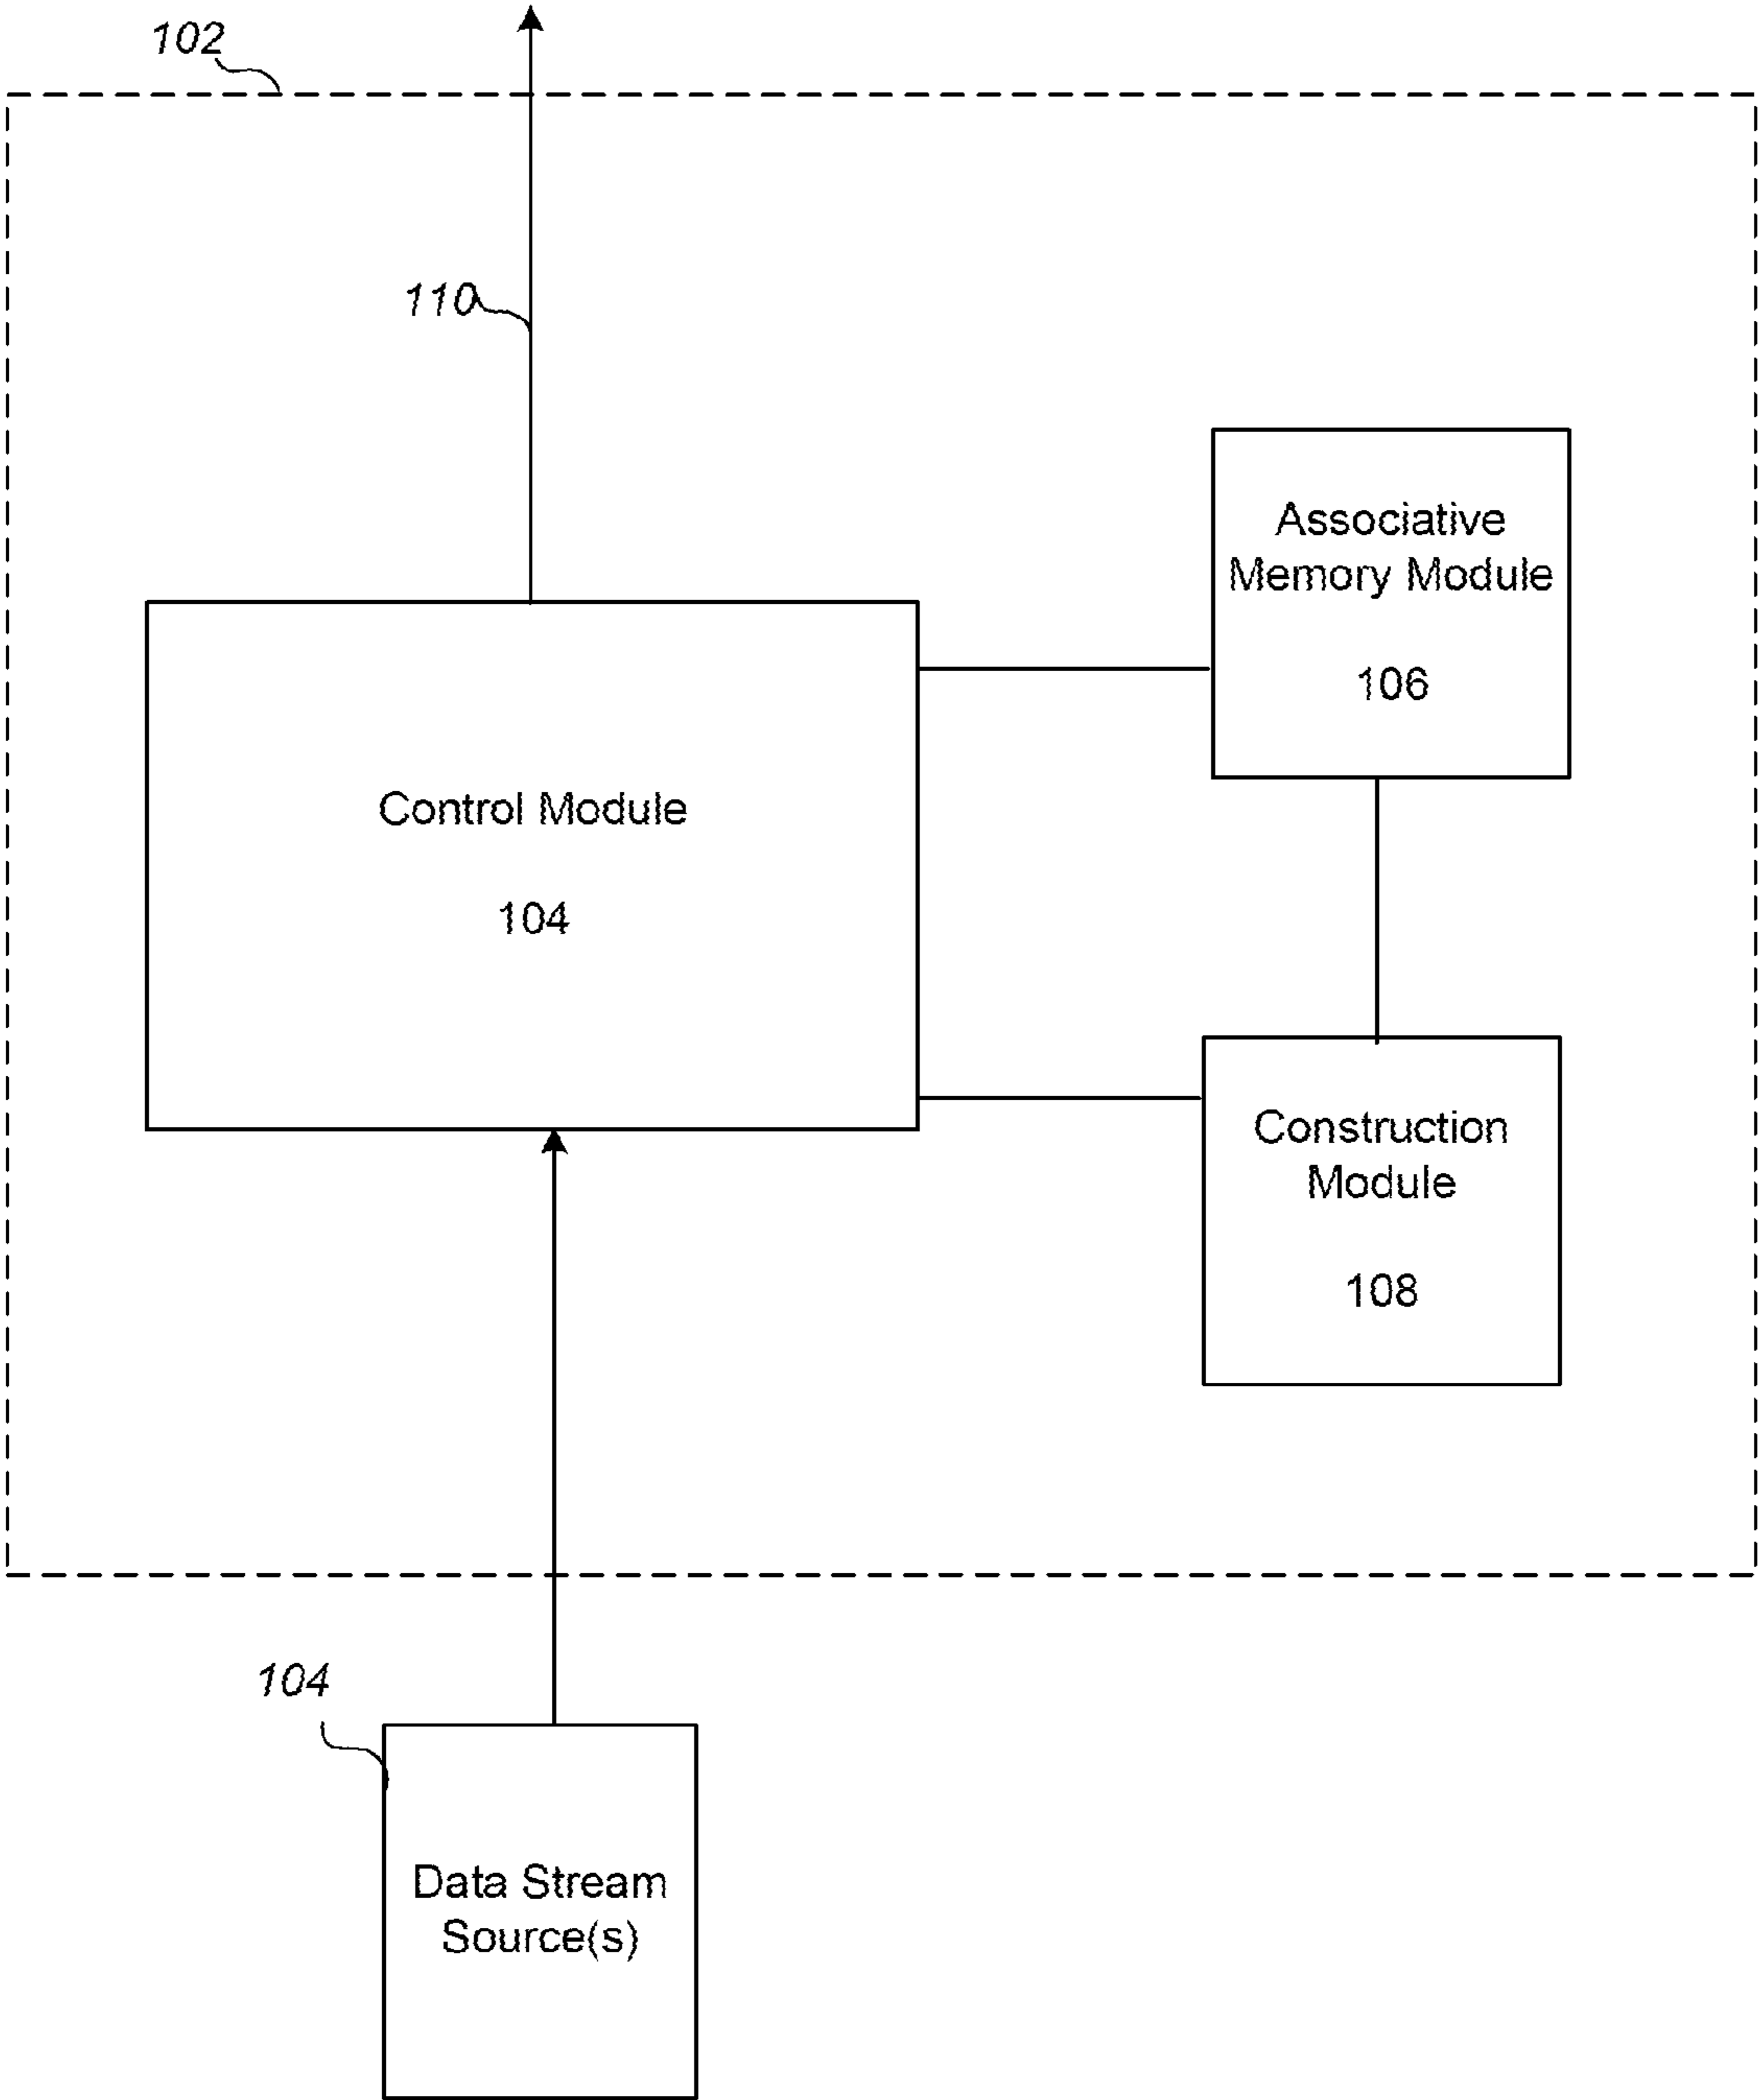 102
110
Associative
Memory Module
106
Control Module
104
Construction
Module
108
104
Data Stream
Source(s)